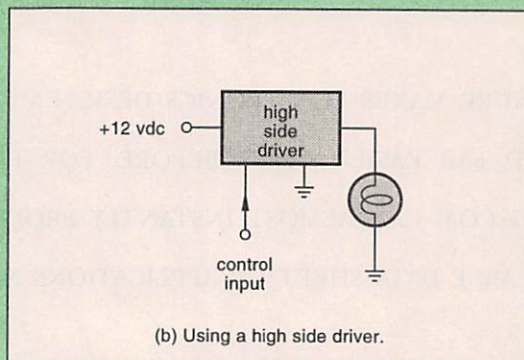 +12 vdc
high
side
driver
control
input
(b) Using a high side driver.